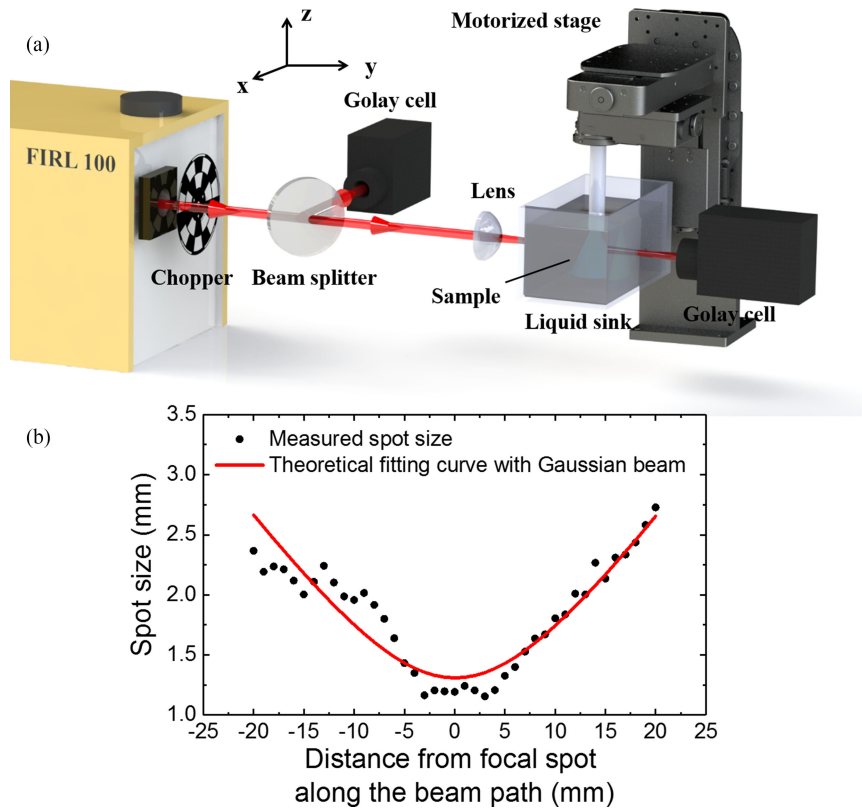 (a)
Motorized stage
z
x
y
Golay cell
FIRL 100
Lens
Chopper
Beam splitter
Sample
Golay cell
Liquid sink
(b)
3.5
Measured spot size
Theoretical fitting curve with Gaussian beam
3.0
2.5
2.0
1.5
1.0
Spot size (mm)
-25 -20 -15 -10 -5 0 5 10 15 20 25
Distance from focal spot
along the beam path (mm)